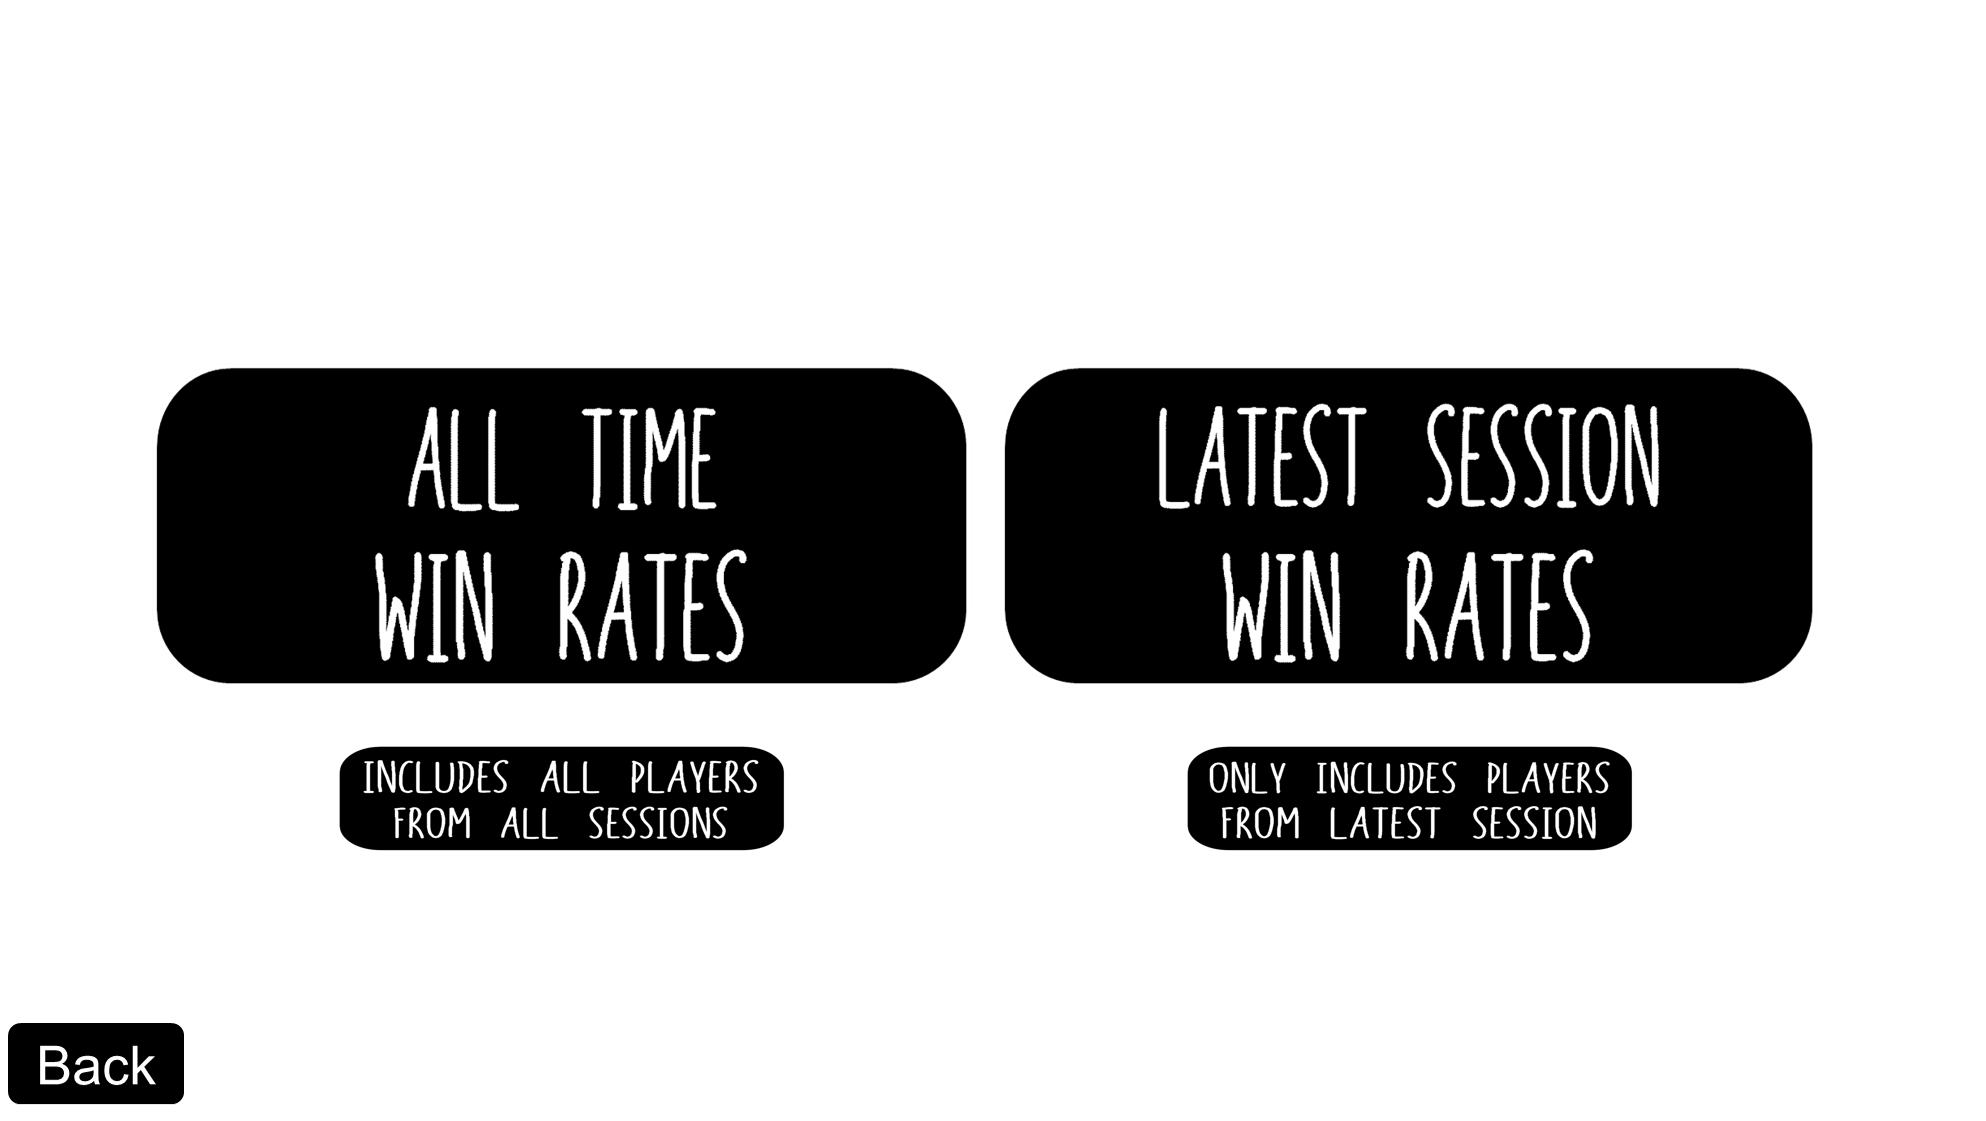 ALL TIME
WIN RATES
INCLUDES ALL PLAYERS
FROM ALL SESSIONS
LATEST SESSION
WIN RATES
ONLY INCLUDES PLAYERS
FROM LATEST SESSION
Back